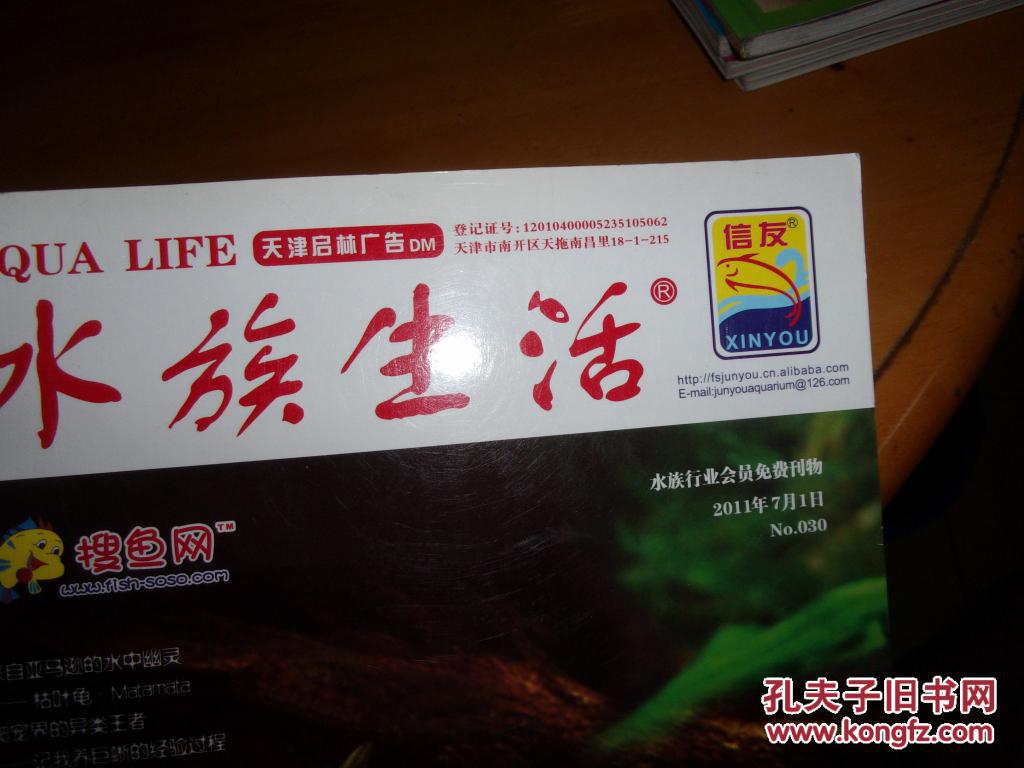 QUA LIFE
天津启林广告DM
登记证号:12010400005235105062
天津市南开区天拖南昌里18-1-215
水族生活®
信友®
XINYOU
http://fsjunyou.cn.alibaba.com
E-mail:junyouaquarium@126.com
水族行业会员免费刊物
2011年7月1日
No.030
搜鱼网™
www.fish-soso.com
自亚马逊的水中幽灵
——枯叶龟·Matamata
宠界的异类王者
记我养巨蜥的经验过程
孔夫子旧书网
www.kongfz.com